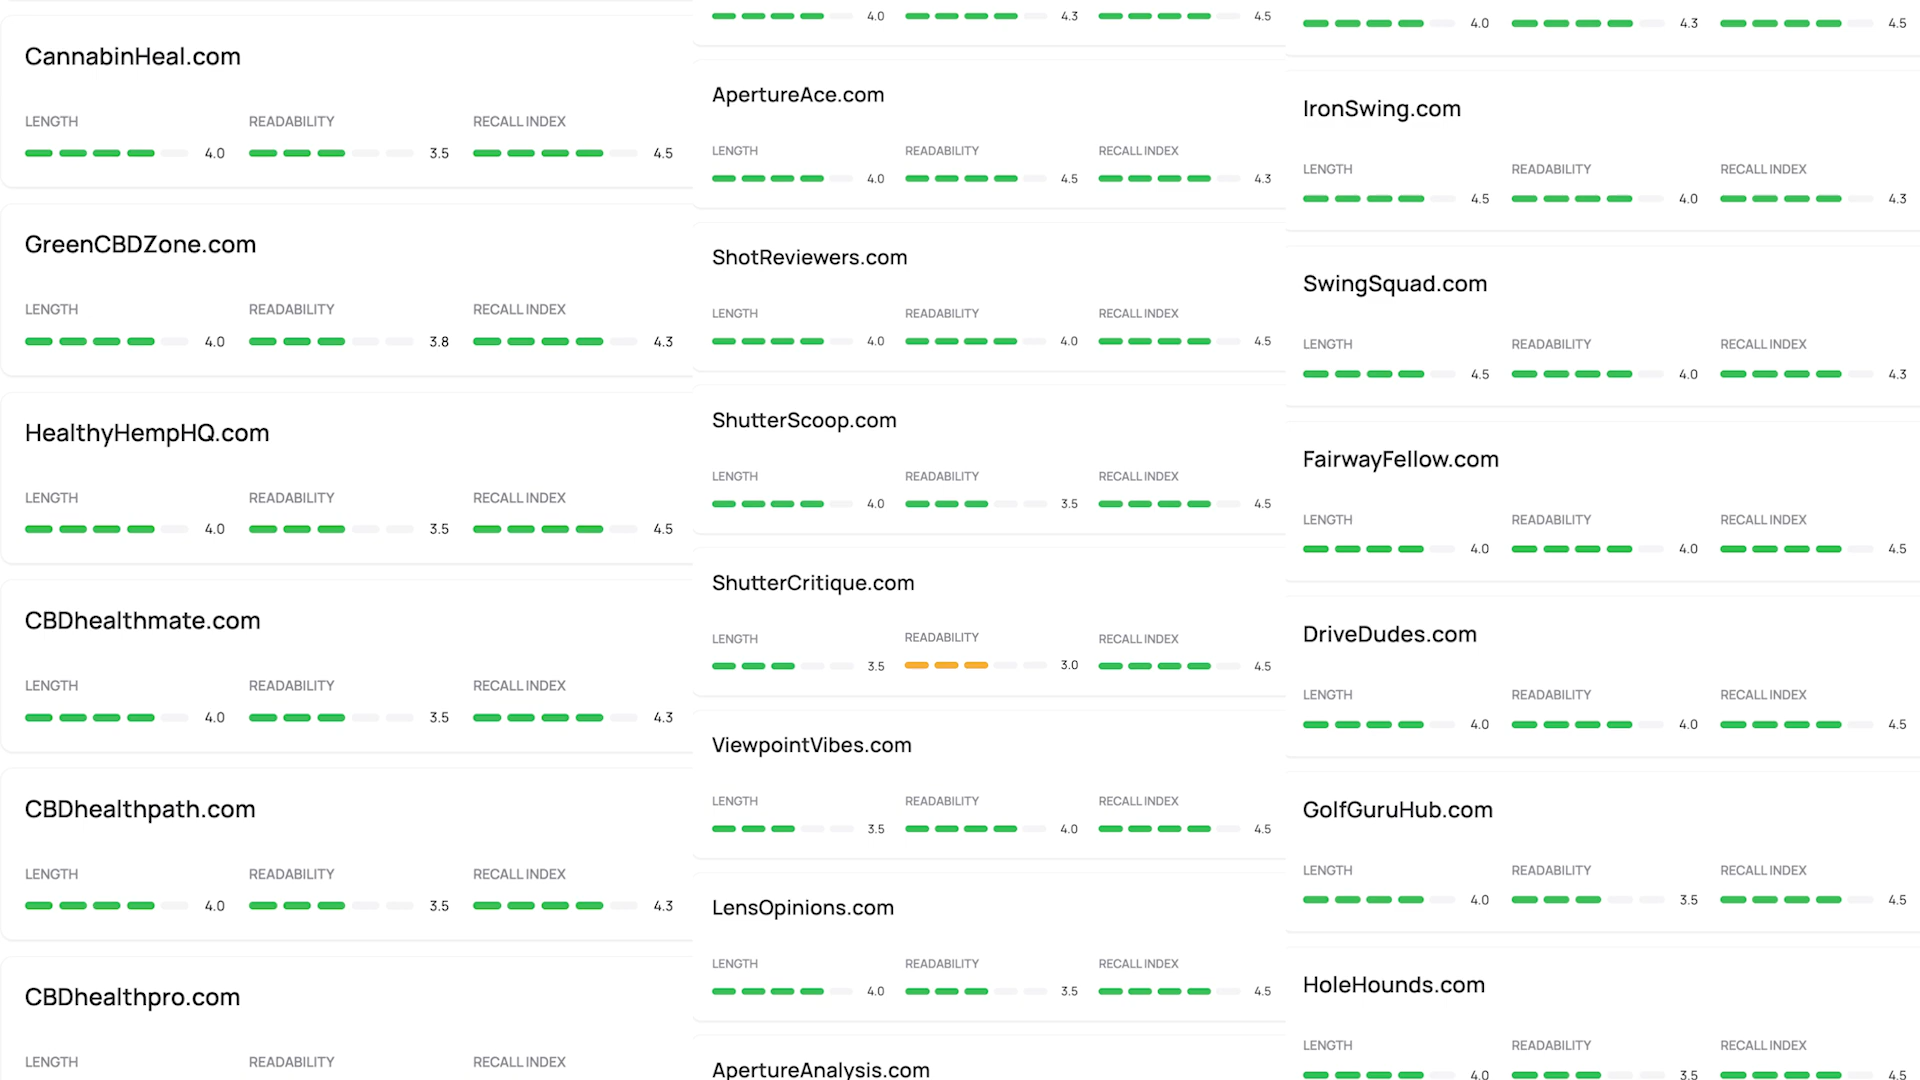 CannabinHeal.com
LENGTH READABILITY RECALL INDEX
4.0 3.5 4.5
GreenCBDZone.com
LENGTH READABILITY RECALL INDEX
4.0 3.8 4.3
HealthyHempHQ.com
LENGTH READABILITY RECALL INDEX
4.0 3.5 4.5
CBDhealthmate.com
LENGTH READABILITY RECALL INDEX
4.0 3.5 4.3
CBDhealthpath.com
LENGTH READABILITY RECALL INDEX
4.0 3.5 4.3
CBDhealthpro.com
LENGTH READABILITY RECALL INDEX
4.0 4.3 4.5
ApertureAce.com
LENGTH READABILITY RECALL INDEX
4.0 4.5 4.3
ShotReviewers.com
LENGTH READABILITY RECALL INDEX
4.0 4.0 4.5
ShutterScoop.com
LENGTH READABILITY RECALL INDEX
4.0 3.5 4.5
ShutterCritique.com
LENGTH READABILITY RECALL INDEX
3.5 3.0 4.5
ViewpointVibes.com
LENGTH READABILITY RECALL INDEX
3.5 4.0 4.5
LensOpinions.com
LENGTH READABILITY RECALL INDEX
4.0 3.5 4.5
ApertureAnalysis.com
4.0 4.3 4.5
IronSwing.com
LENGTH READABILITY RECALL INDEX
4.5 4.0 4.3
SwingSquad.com
LENGTH READABILITY RECALL INDEX
4.5 4.0 4.3
FairwayFellow.com
LENGTH READABILITY RECALL INDEX
4.0 4.0 4.5
DriveDudes.com
LENGTH READABILITY RECALL INDEX
4.0 4.0 4.5
GolfGuruHub.com
LENGTH READABILITY RECALL INDEX
4.0 3.5 4.5
HoleHounds.com
LENGTH READABILITY RECALL INDEX
4.0 3.5 4.5